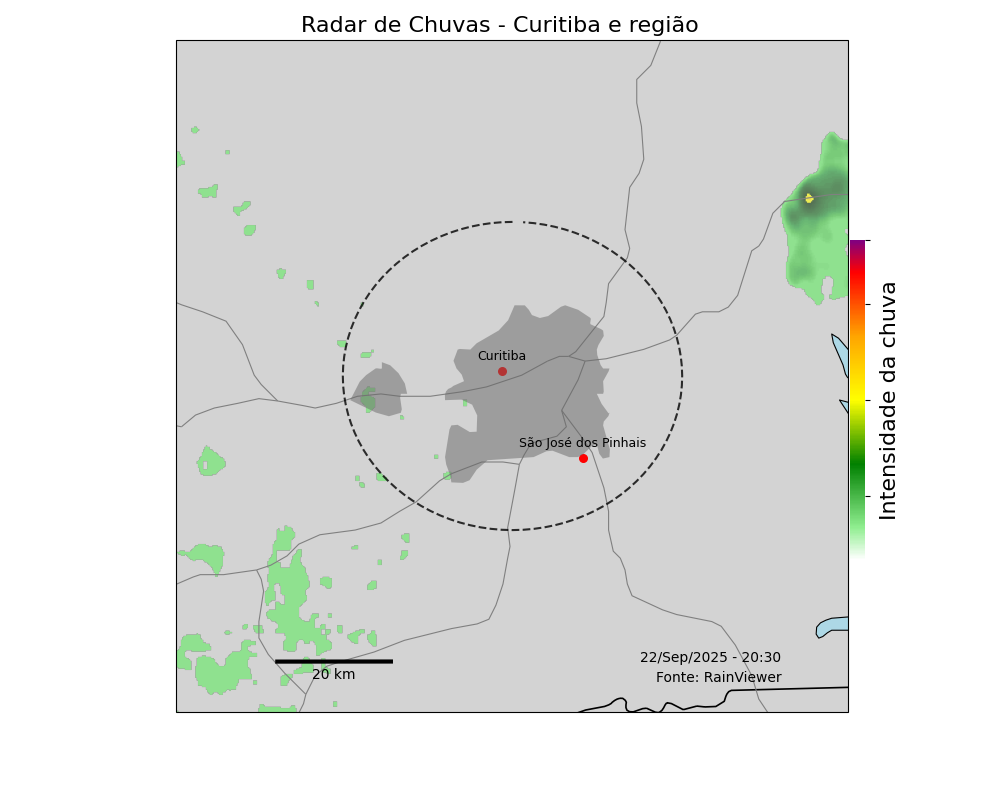 Radar de Chuvas - Curitiba e região
Curitiba
São José dos Pinhais
Intensidade da chuva
22/Sep/2025 - 20:30
Fonte: RainViewer
20 km